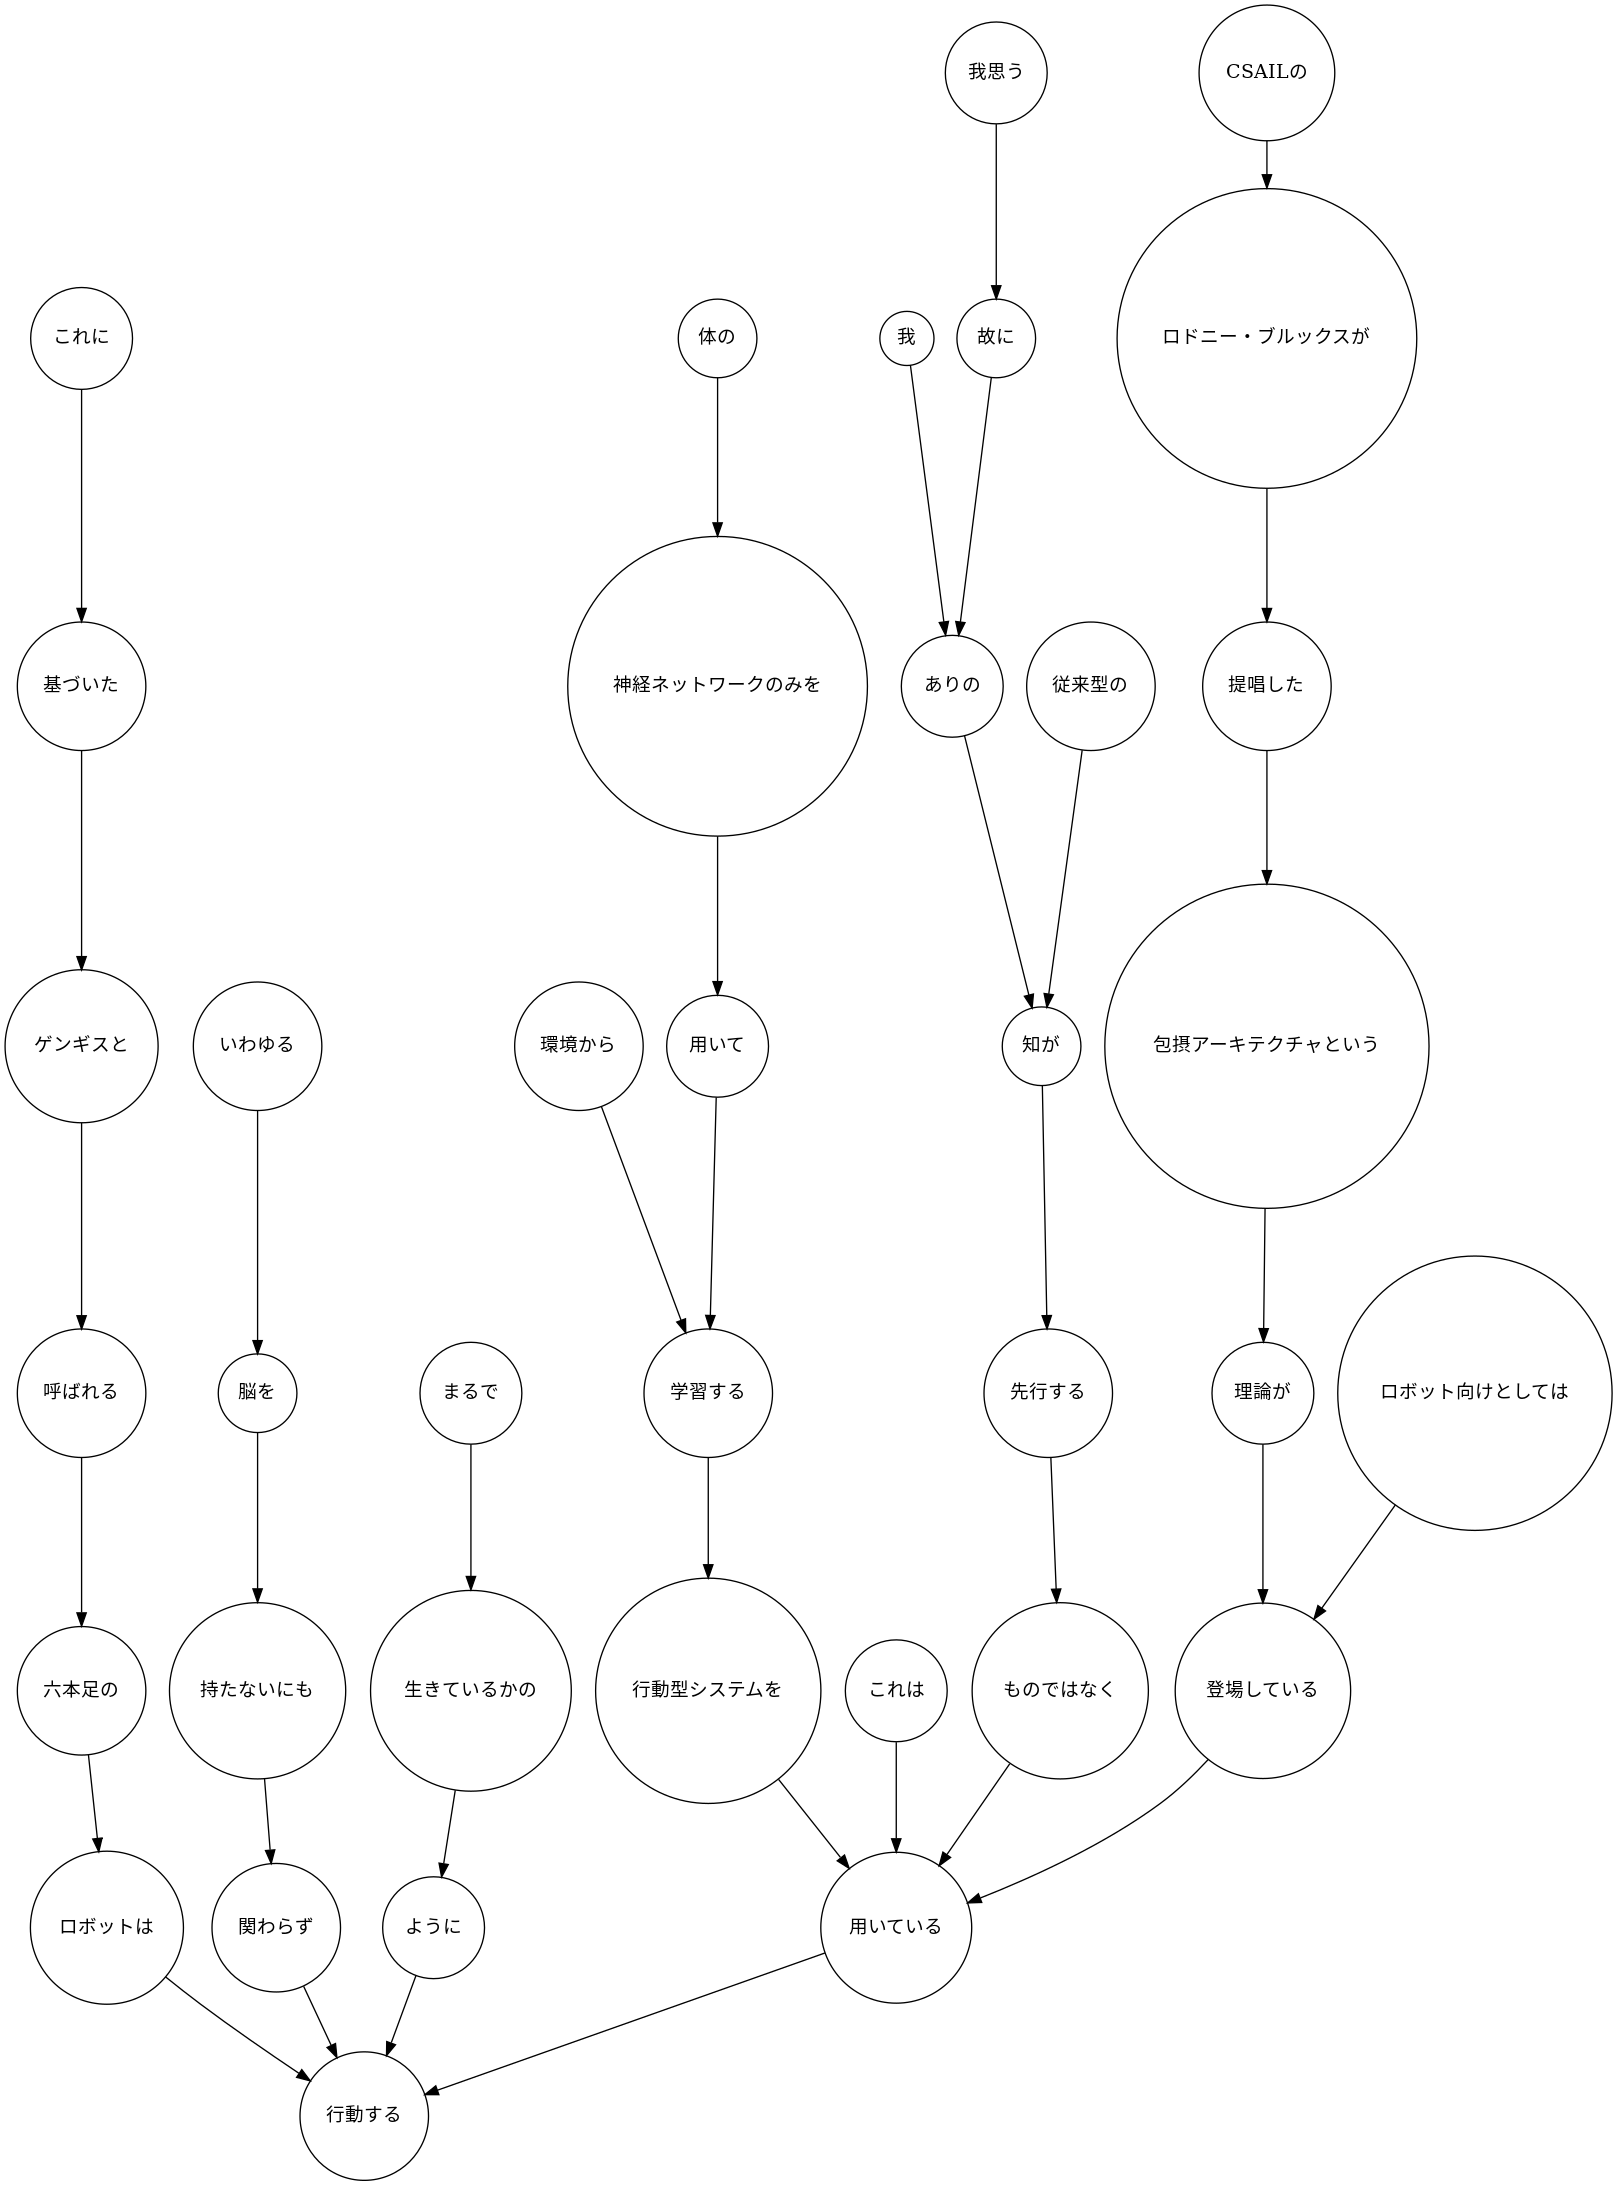 我思う
CSAILの
これに
体の
我
故に
ロドニー・ブルックスが
基づいた
神経ネットワークのみを
ありの
従来型の
提唱した
ゲンギスと
いわゆる
環境から
用いて
知が
包摂アーキテクチャという
呼ばれる
脳を
まるで
学習する
先行する
理論が
ロボット向けとしては
六本足の
持たないにも
生きているかの
行動型システムを
これは
ものではなく
登場している
ロボットは
関わらず
ように
用いている
行動する